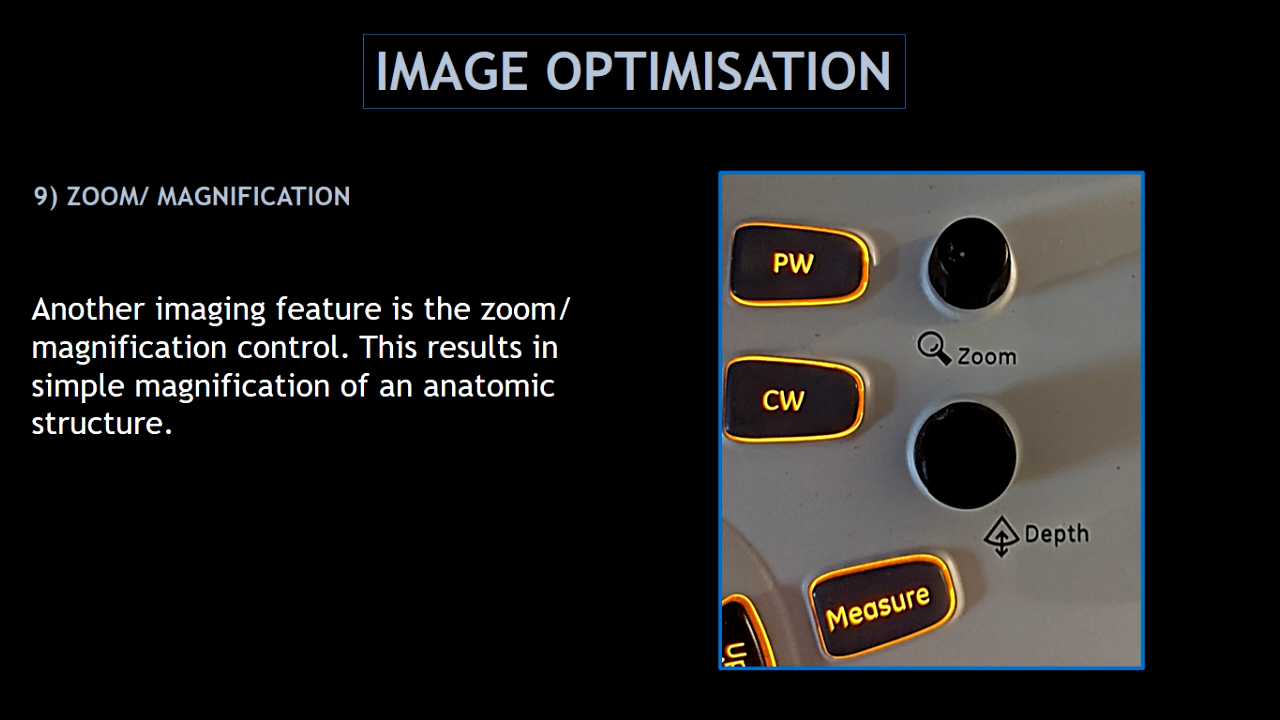 IMAGE OPTIMISATION
9) ZOOM/ MAGNIFICATION
Another imaging feature is the zoom/
magnification control. This results in
simple magnification of an anatomic
structure.
PW
Zoom
CW
Depth
Measure